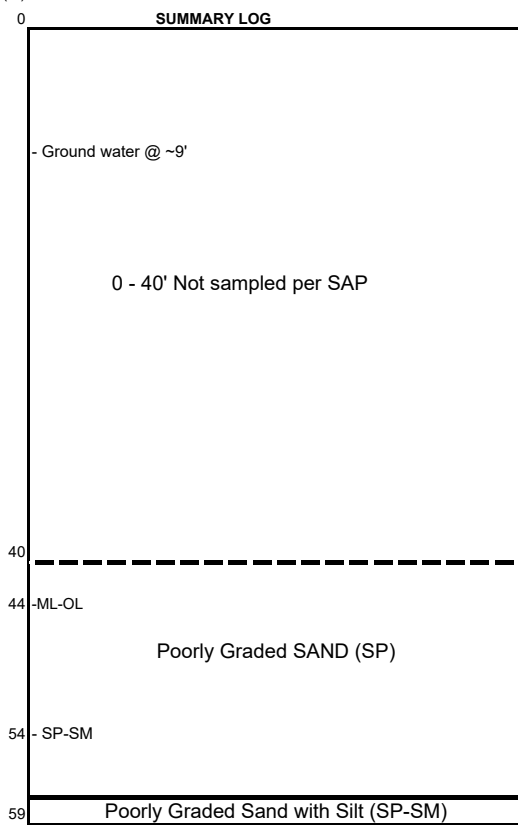 0 SUMMARY LOG
- Ground water @ ~9'
0 - 40' Not sampled per SAP
40
44 -ML-OL
Poorly Graded SAND (SP)
54 - SP-SM
59 Poorly Graded Sand with Silt (SP-SM)